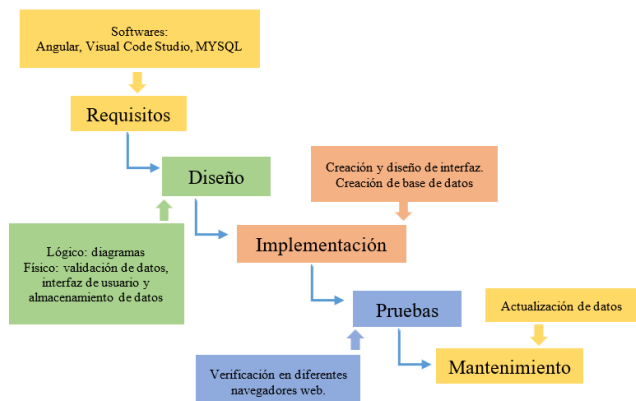 Softwares:
Angular, Visual Code Studio, MYSQL
Requisitos
Diseño
Creación y diseño de interfaz.
Creación de base de datos
Lógico: diagramas
Físico: validación de datos,
interfaz de usuario y
almacenamiento de datos
Implementación
Pruebas
Actualización de datos
Verificación en diferentes
navegadores web.
Mantenimiento